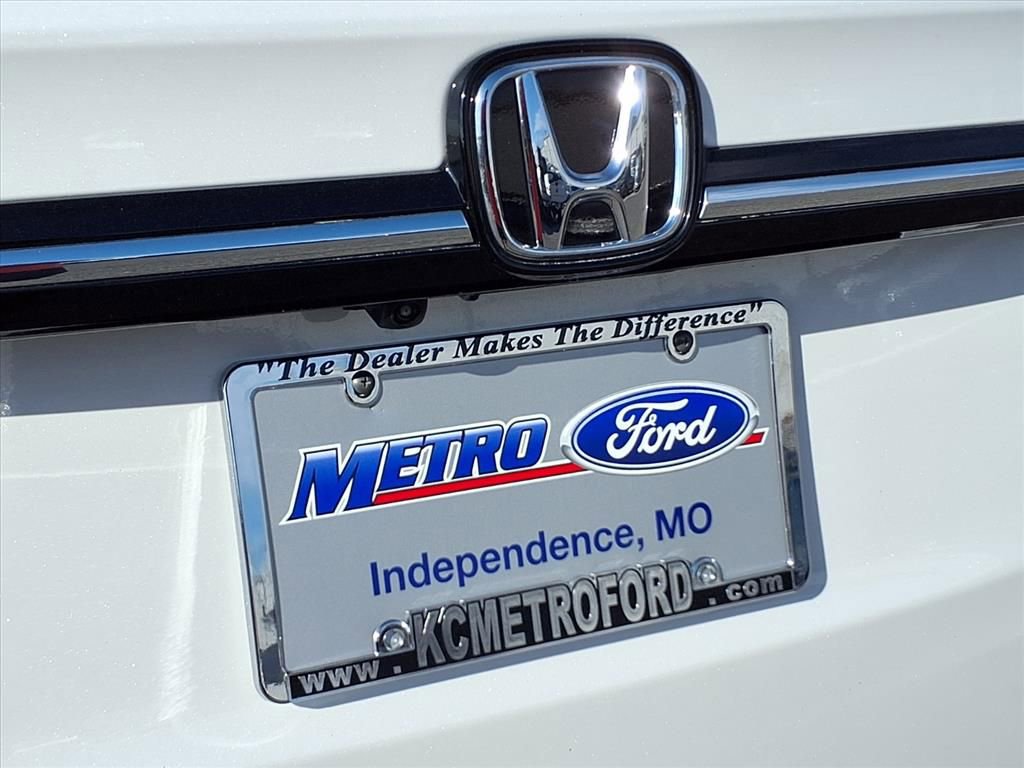 "The Dealer Makes The Difference"
METRO Ford
Independence, MO
www.KCMETROFORD.com